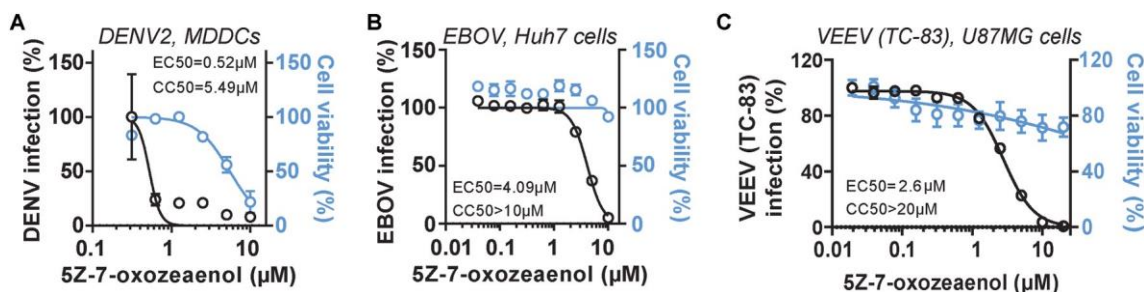 A
DENV2, MDDCs
DENV infection (%)
150
100
50
0
EC50=0.52µM
CC50=5.49µM
150
100
50
0
Cell viability (%)
0.1
1
10
5Z-7-oxozeaenol (µM)
B
EBOV, Huh7 cells
EBOV infection (%)
150
100
50
0
EC50=4.09µM
CC50>10µM
150
100
50
0
Cell viability (%)
0.01
0.1
1
10
5Z-7-oxozeaenol (µM)
C
VEEV (TC-83), U87MG cells
VEEV (TC-83)
infection (%)
120
80
40
0
EC50=2.6µM
CC50>20µM
120
80
40
0
Cell viability
(%)
0.1
1
10
5Z-7-oxozeaenol (µM)